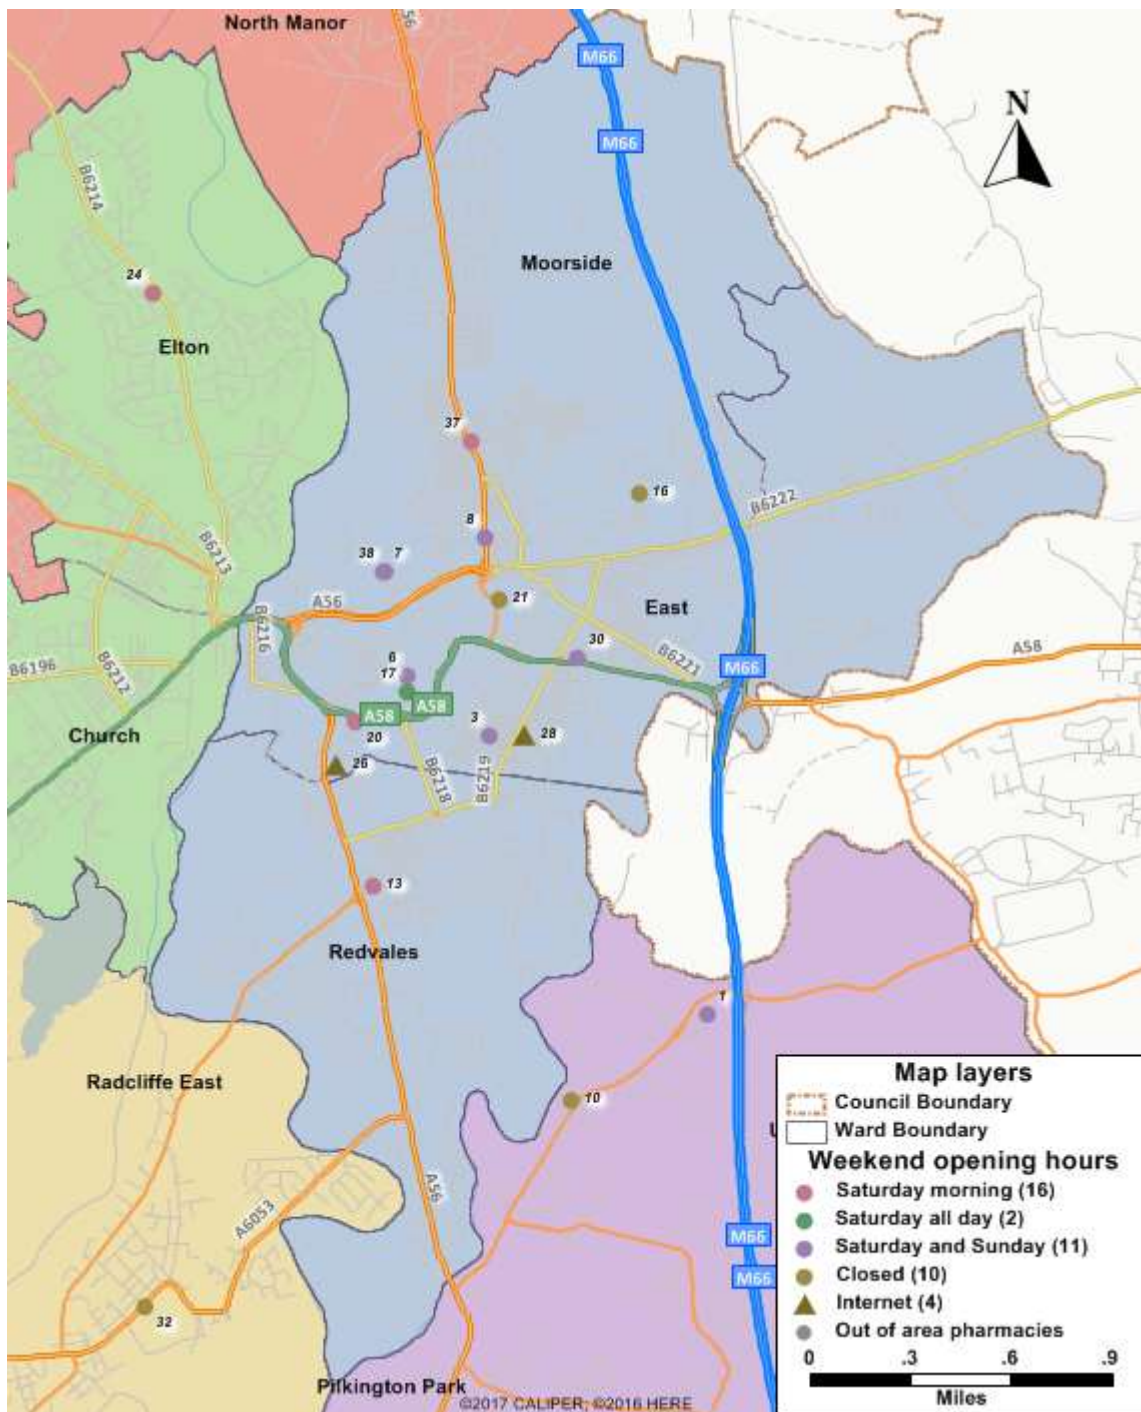 North Manor
A56
M66
M66
N
B6214
Moorside
24
Elton
37
16
B6222
8
38 7
B6213
21
A56
East
B6216
30
6
B6221
A58
B6196
B6212
17
M66
A58
A58
Church
20
3
28
26
B6218
B6219
13
Redvales
1
Radcliffe East
10
A6053
A56
M66
M66
32
Pilkington Park
©2017 CALIPER; ©2016 HERE
Map layers
Council Boundary
Ward Boundary
Weekend opening hours
Saturday morning (16)
Saturday all day (2)
Saturday and Sunday (11)
Closed (10)
Internet (4)
Out of area pharmacies
0 .3 .6 .9
Miles